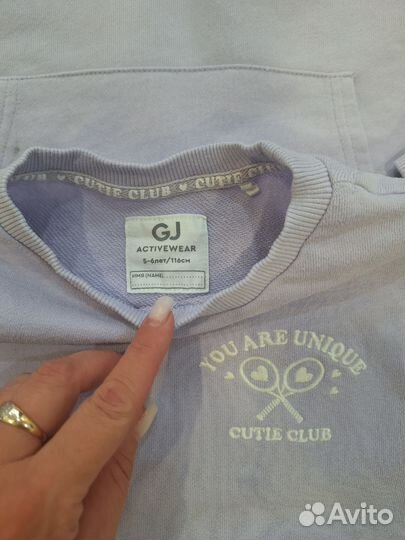 CUTIE CLUB CUTIE CLUB
GJ
ACTIVEWEAR
5-6лет/116см
ИМЯ (NAME)
YOU ARE UNIQUE
CUTIE CLUB
Avito